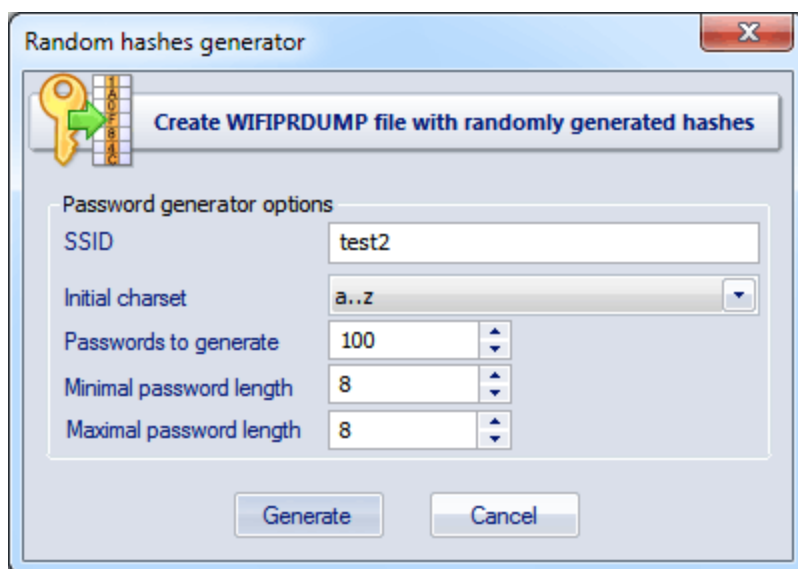 Random hashes generator
Create WIFIPRDUMP file with randomly generated hashes
Password generator options
SSID test2
Initial charset a..z
Passwords to generate 100
Minimal password length 8
Maximal password length 8
Generate Cancel